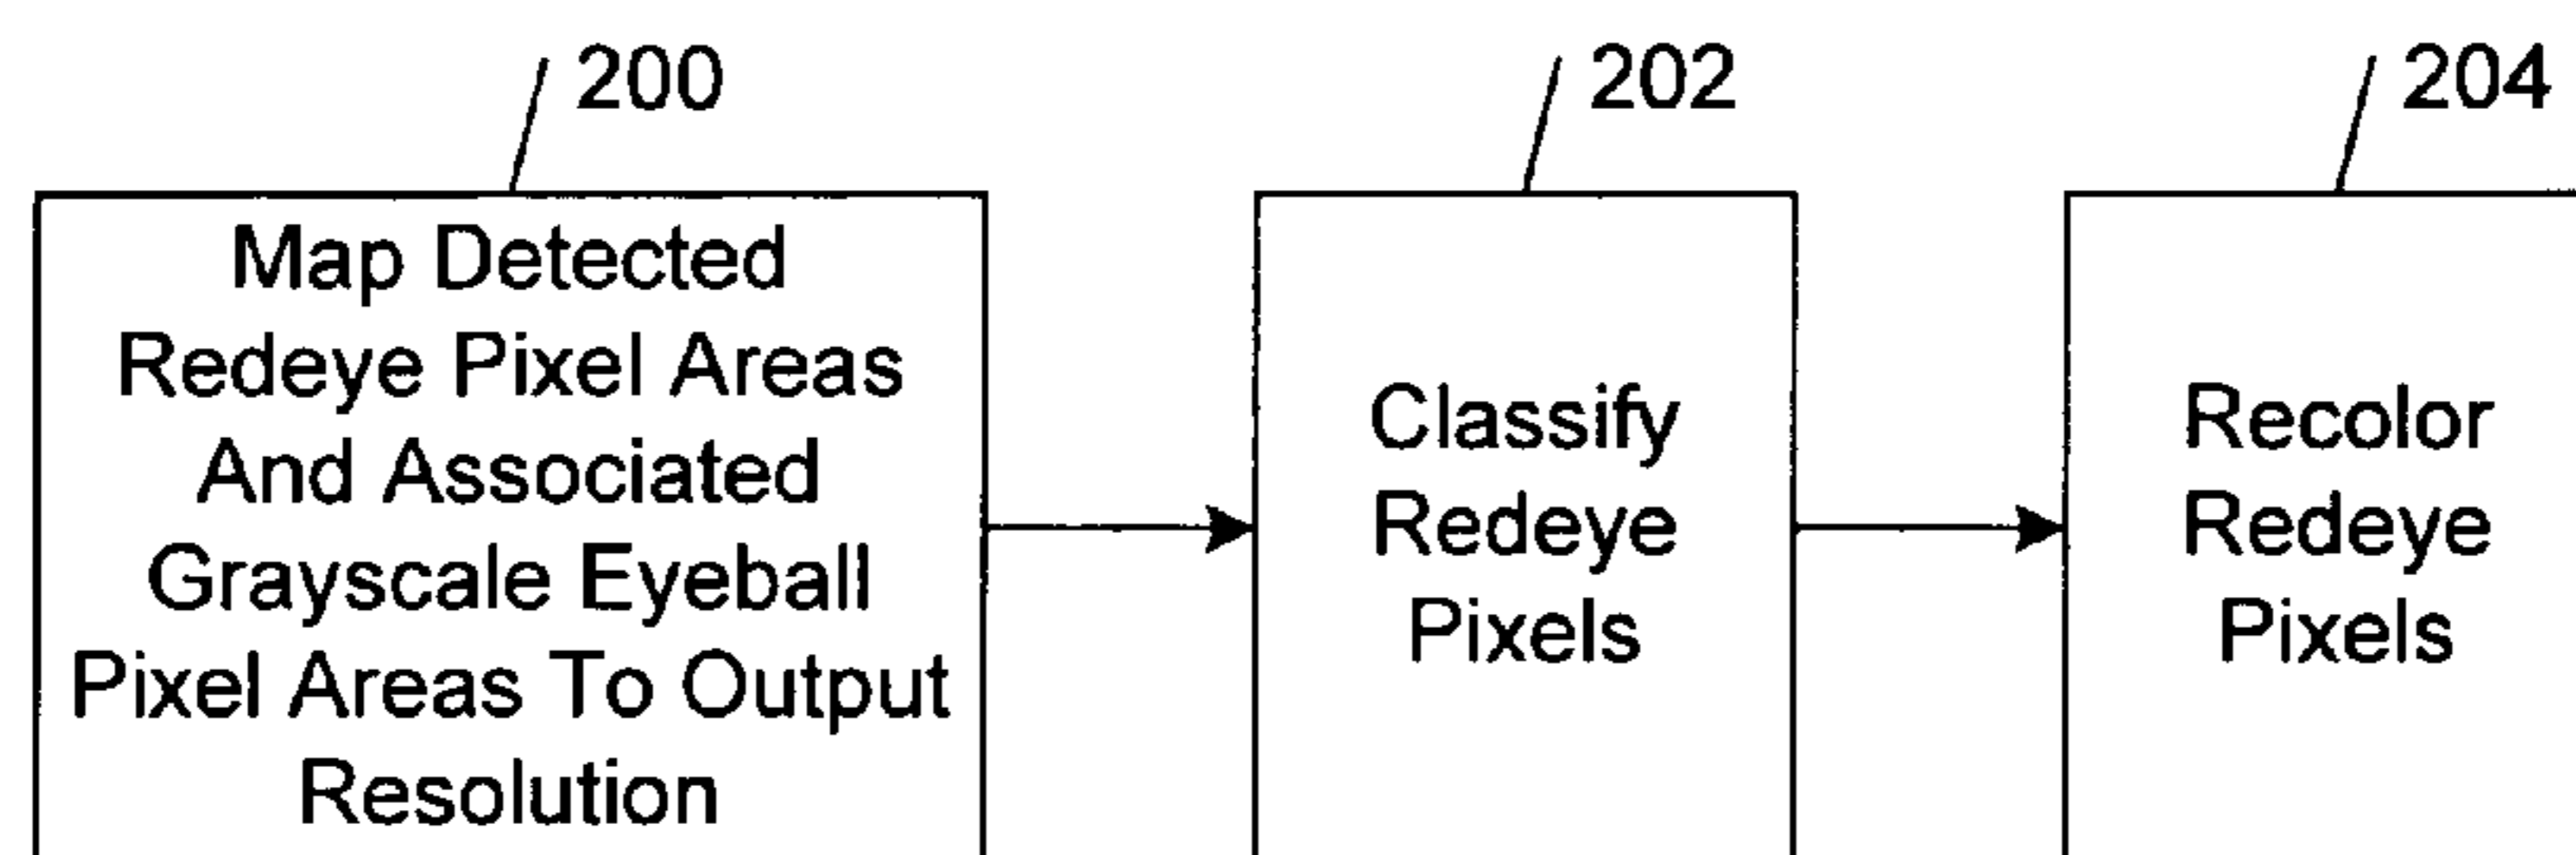 200
202
204
Map Detected
Redeye Pixel Areas
And Associated
Grayscale Eyeball
Pixel Areas To Output
Resolution
Classify
Redeye
Pixels
Recolor
Redeye
Pixels